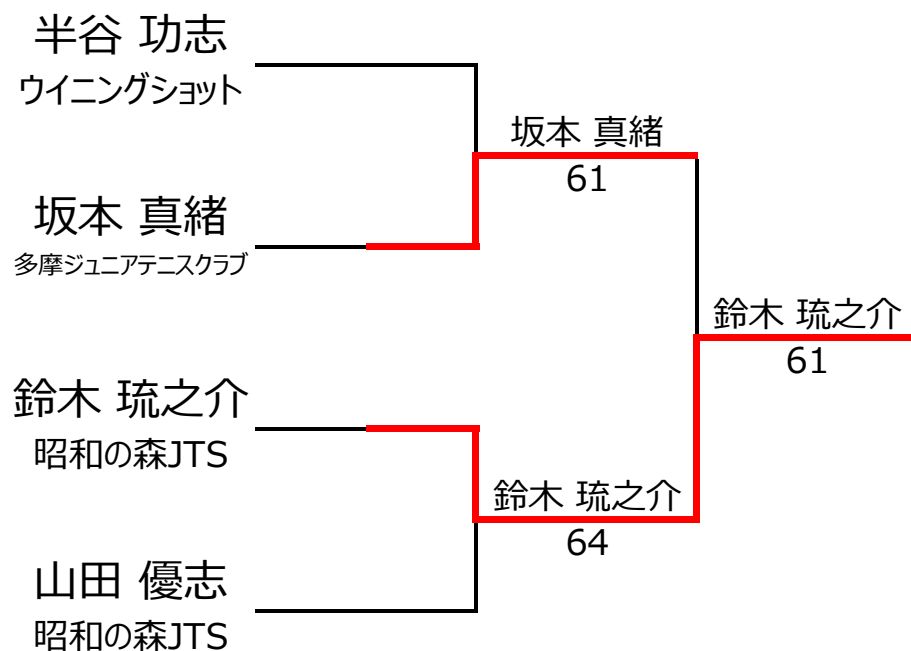 半谷 功志
ウイニングショット
坂本 真緒
61
坂本 真緒
多摩ジュニアテニスクラブ
鈴木 琉之介
61
鈴木 琉之介
昭和の森JTS
鈴木 琉之介
64
山田 優志
昭和の森JTS